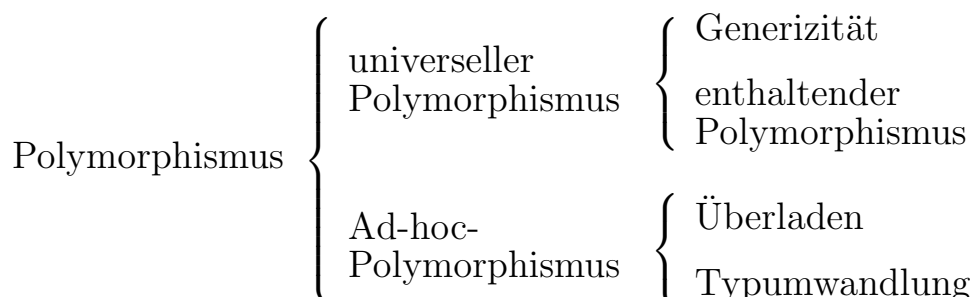 Polymorphismus
universeller
Polymorphismus
Generizität
enthaltender
Polymorphismus
Ad-hoc-
Polymorphismus
Überladen
Typumwandlung